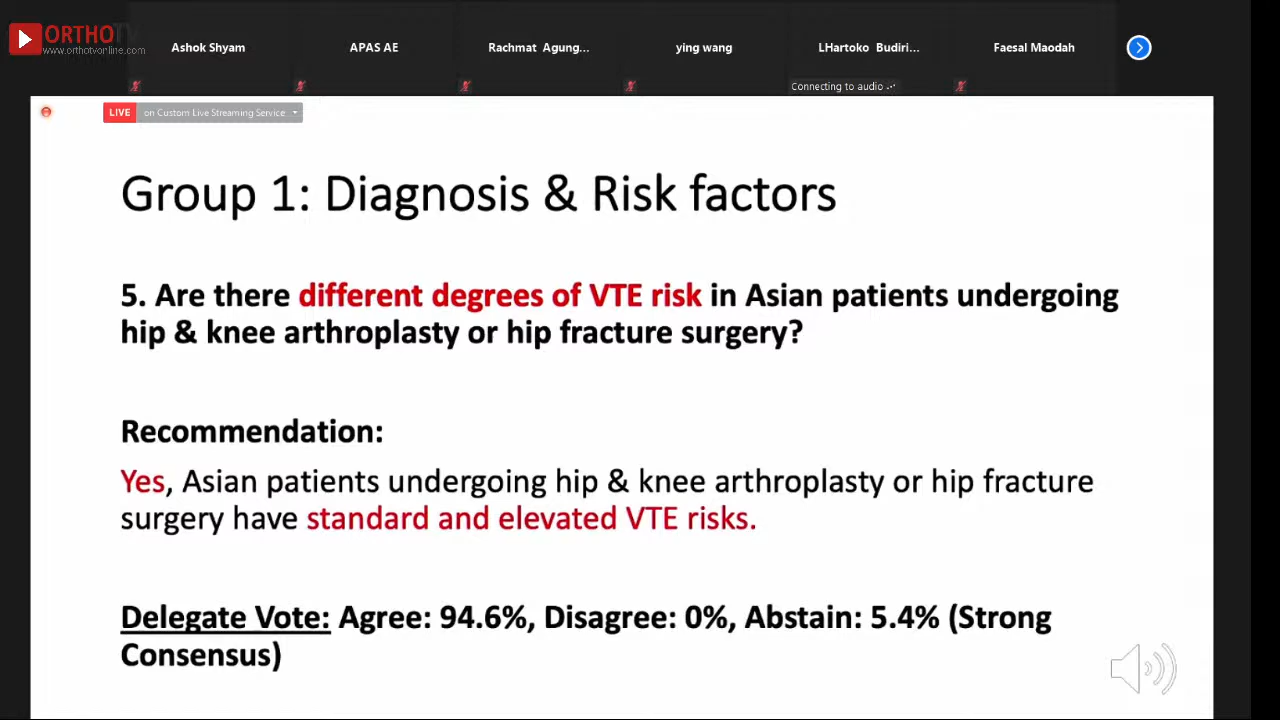 ORTHOTV
www.orthotvonline.com
Ashok Shyam
APAS AE
Rachmat Agung...
ying wang
LHartoko Budiri...
Faesal Maodah
Connecting to audio
LIVE on Custom Live Streaming Service
Group 1: Diagnosis & Risk factors
5. Are there different degrees of VTE risk in Asian patients undergoing
hip & knee arthroplasty or hip fracture surgery?
Recommendation:
Yes, Asian patients undergoing hip & knee arthroplasty or hip fracture
surgery have standard and elevated VTE risks.
Delegate Vote: Agree: 94.6%, Disagree: 0%, Abstain: 5.4% (Strong
Consensus)